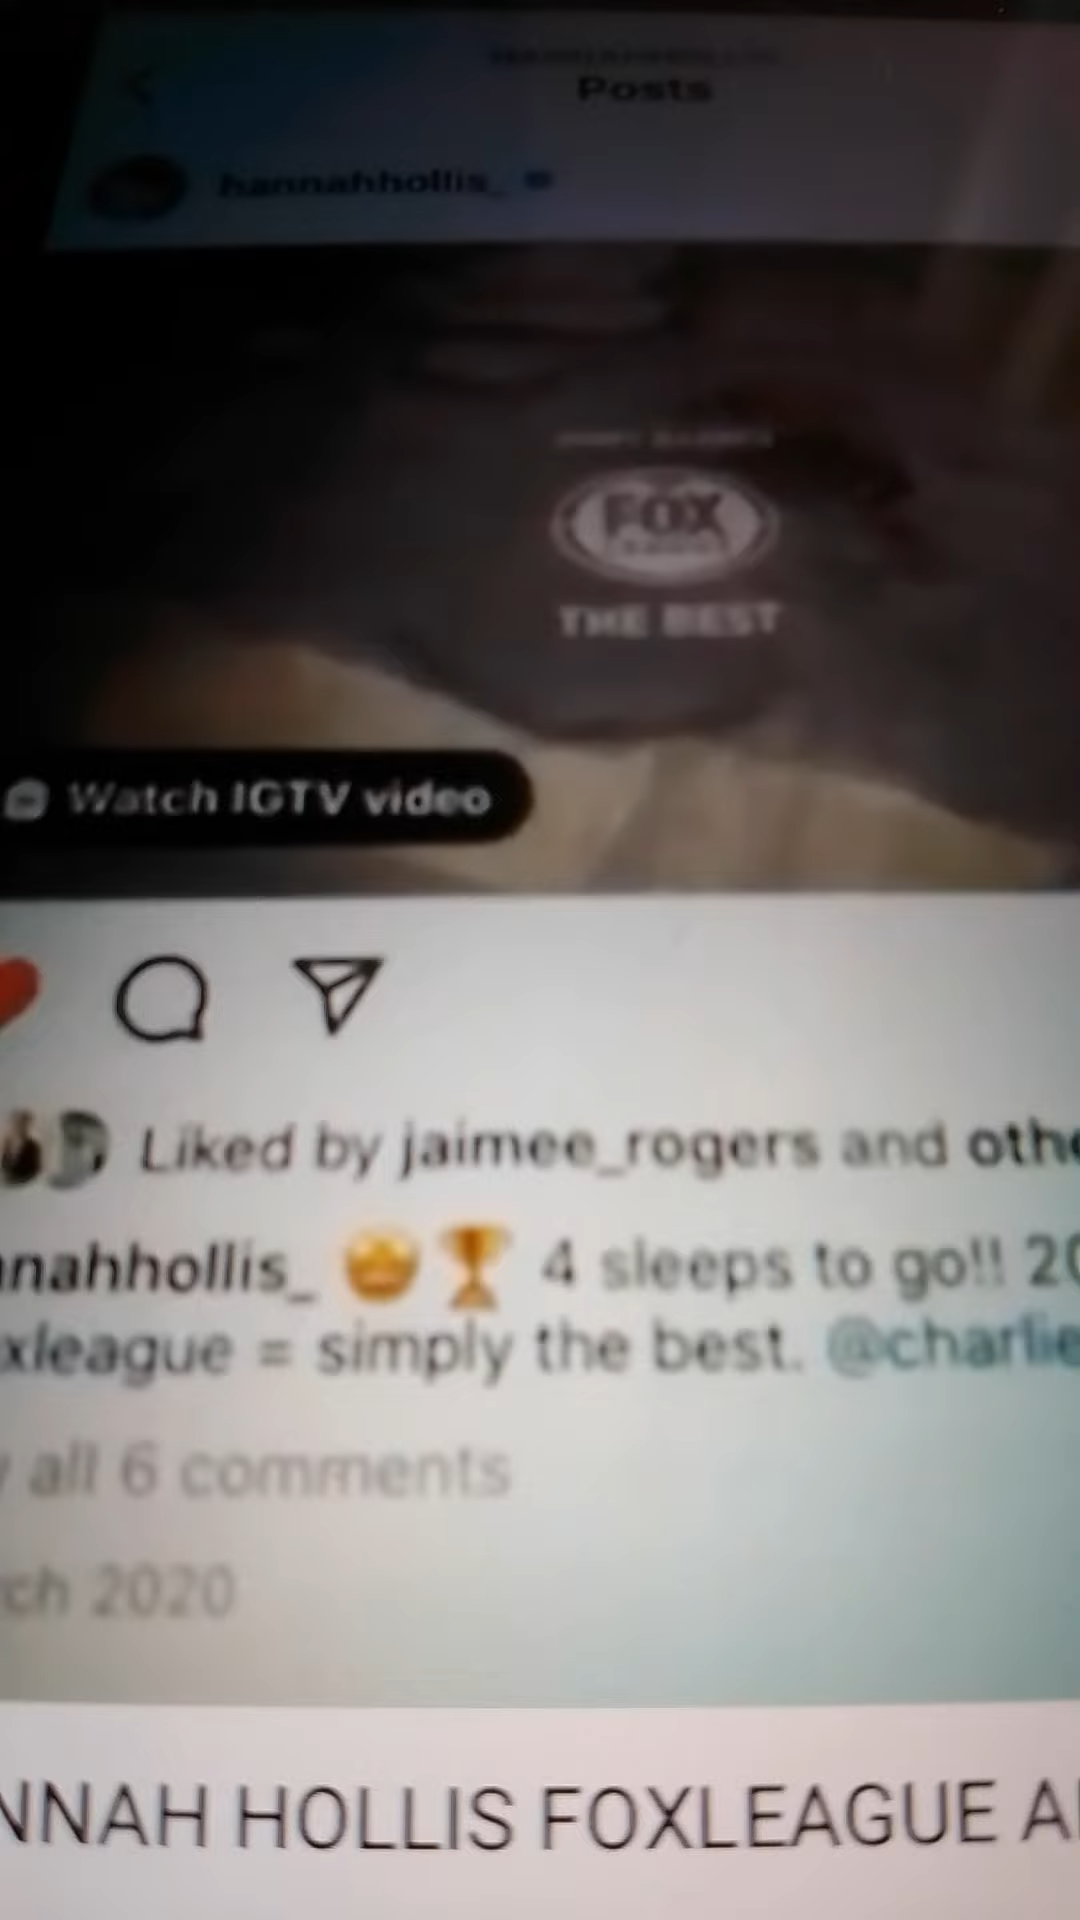 Posts
hannahhollis_
FOX
THE BEST
Watch IGTV video
Liked by jaimee_rogers and othe
nnahhollis_ 🤩🏆 4 sleeps to go!! 20
xleague = simply the best. @charlie
all 6 comments
ch 2020
NNAH HOLLIS FOXLEAGUE A